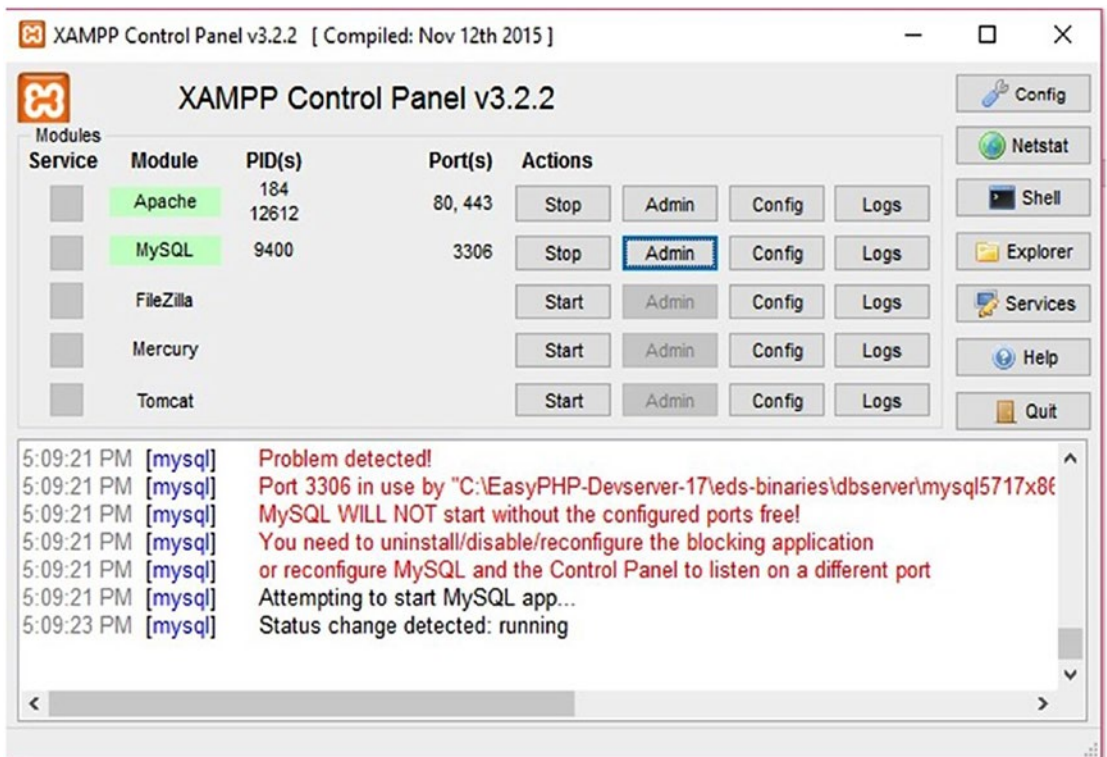 XAMPP Control Panel v3.2.2 [ Compiled: Nov 12th 2015 ]
XAMPP Control Panel v3.2.2
Config
Modules
Netstat
Service Module PID(s) Port(s) Actions
Apache 184 12612 80, 443 Stop Admin Config Logs
Shell
MySQL 9400 3306 Stop Admin Config Logs
Explorer
FileZilla Start Admin Config Logs
Services
Mercury Start Admin Config Logs
Help
Tomcat Start Admin Config Logs
Quit
5:09:21 PM [mysql] Problem detected!
5:09:21 PM [mysql] Port 3306 in use by "C:\EasyPHP-Devserver-17\eds-binaries\dbserver\mysql5717x86
5:09:21 PM [mysql] MySQL WILL NOT start without the configured ports free!
5:09:21 PM [mysql] You need to uninstall/disable/reconfigure the blocking application
5:09:21 PM [mysql] or reconfigure MySQL and the Control Panel to listen on a different port
5:09:21 PM [mysql] Attempting to start MySQL app...
5:09:23 PM [mysql] Status change detected: running